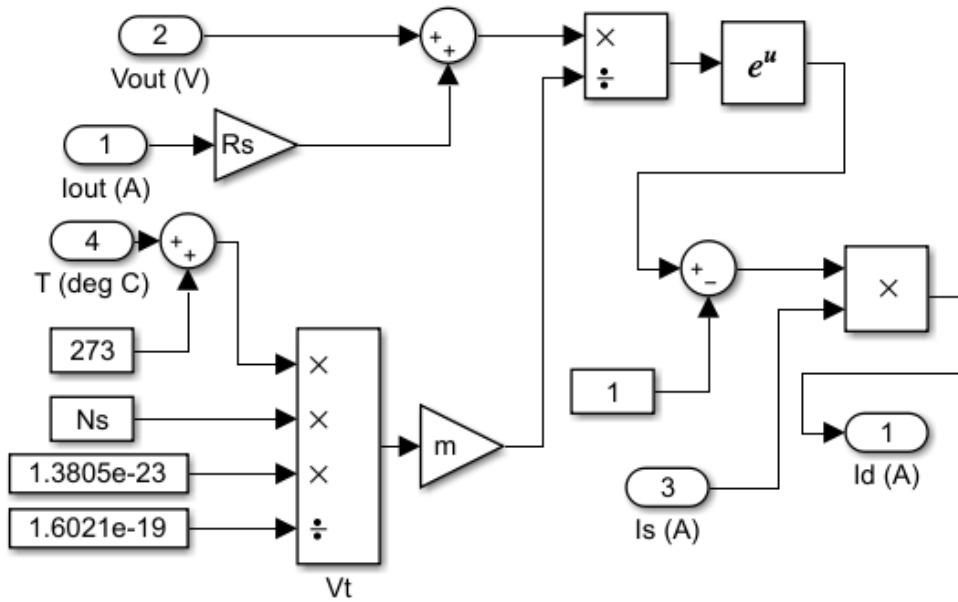 2
Vout (V)
+
+
×
÷
e^u
1
Iout (A)
Rs
4
T (deg C)
+
+
273
Ns
1.3805e-23
1.6021e-19
×
×
×
÷
Vt
m
+
−
×
1
3
Is (A)
1
Id (A)